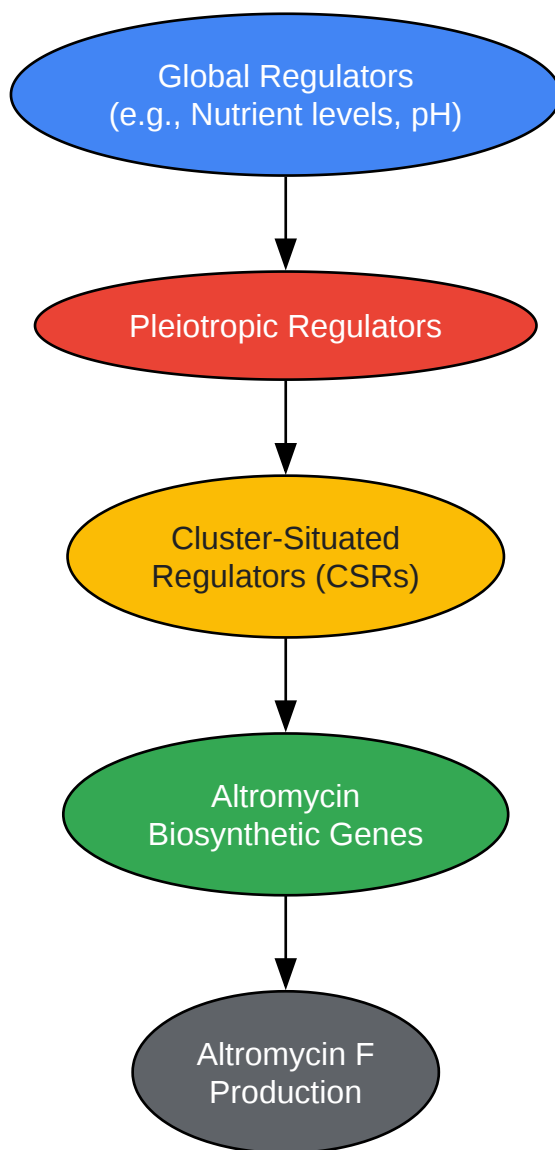 Global Regulators
(e.g., Nutrient levels, pH)
Pleiotropic Regulators
Cluster-Situated
Regulators (CSRs)
Altromycin
Biosynthetic Genes
Altromycin F
Production